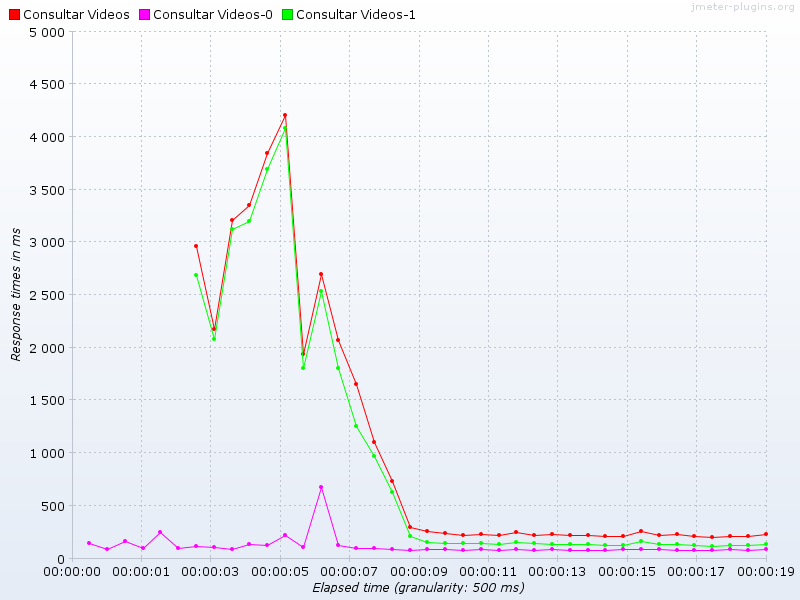 jmeter-plugins.org
Consultar Videos Consultar Videos-0 Consultar Videos-1
5 000
4 500
4 000
3 500
3 000
2 500
2 000
1 500
1 000
500
0
Response times in ms
00:00:00 00:00:01 00:00:03 00:00:05 00:00:07 00:00:09 00:00:11 00:00:13 00:00:15 00:00:17 00:00:19
Elapsed time (granularity: 500 ms)